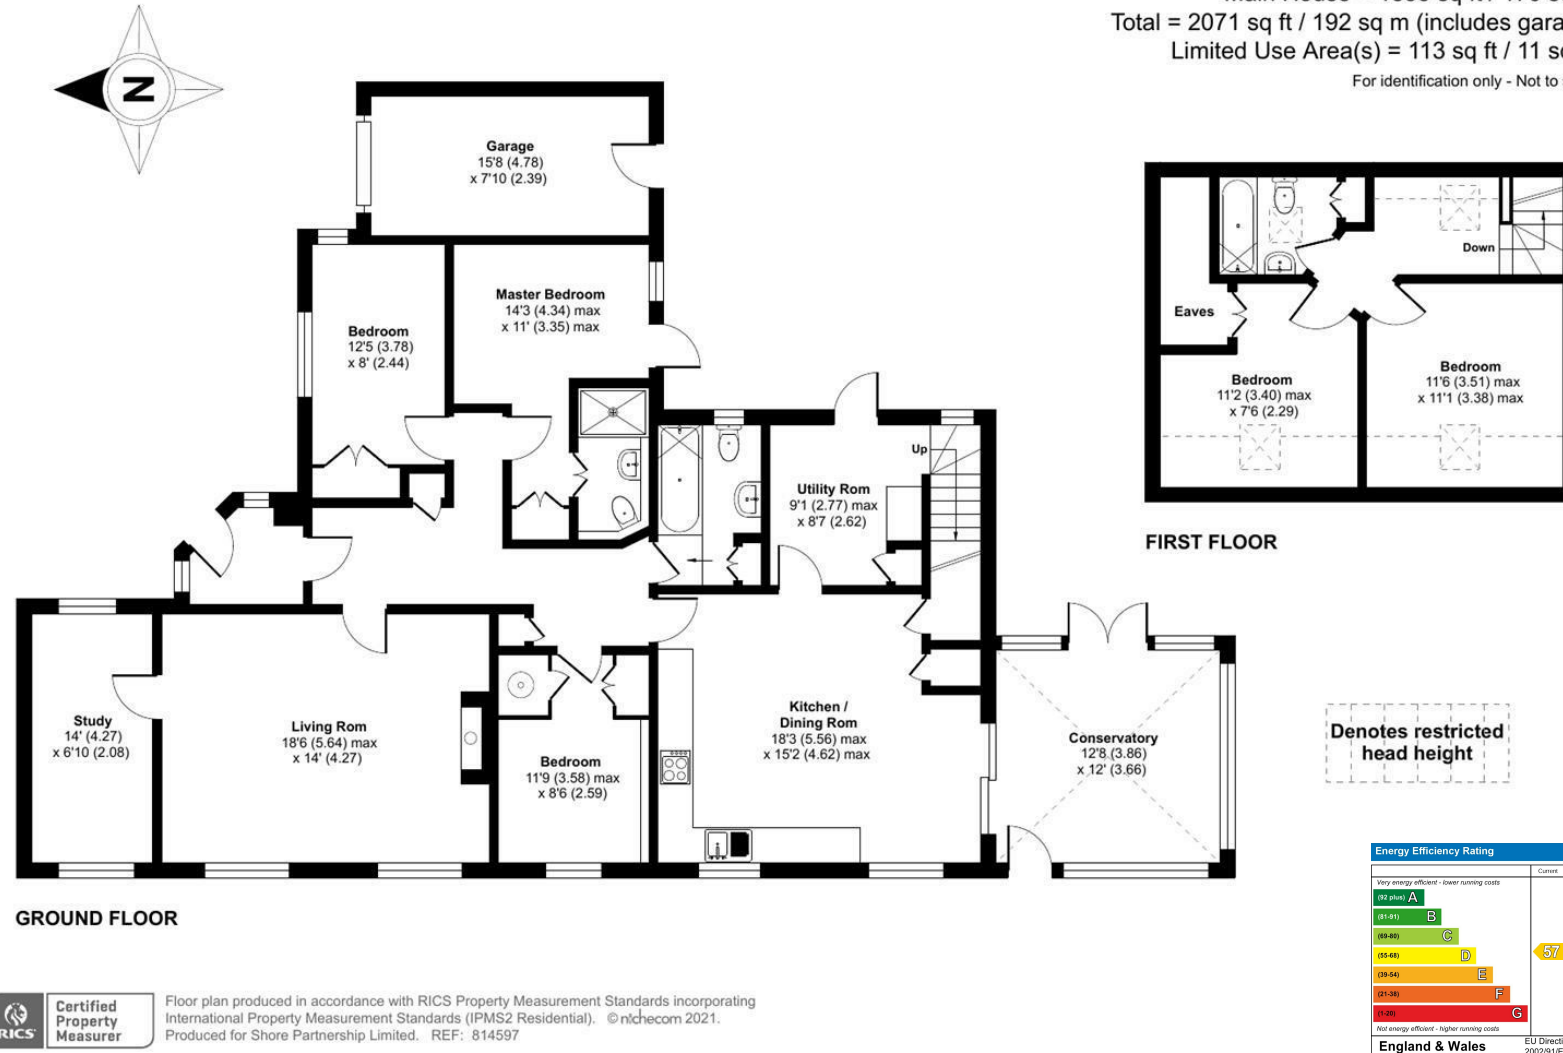 Total = 2071 sq ft / 192 sq m (includes gara
Limited Use Area(s) = 113 sq ft / 11 s
For identification only - Not to
N
Garage
15'8 (4.78)
x 7'10 (2.39)
Master Bedroom
14'3 (4.34) max
x 11' (3.35) max
Bedroom
12'5 (3.78)
x 8' (2.44)
Up
Utility Rom
9'1 (2.77) max
x 8'7 (2.62)
Study
14' (4.27)
x 6'10 (2.08)
Living Rom
18'6 (5.64) max
x 14' (4.27)
Bedroom
11'9 (3.58) max
x 8'6 (2.59)
Kitchen /
Dining Rom
18'3 (5.56) max
x 15'2 (4.62) max
Conservatory
12'8 (3.86)
x 12' (3.66)
GROUND FLOOR
Down
Eaves
Bedroom
11'2 (3.40) max
x 7'6 (2.29)
Bedroom
11'6 (3.51) max
x 11'1 (3.38) max
FIRST FLOOR
Denotes restricted
head height
Energy Efficiency Rating
Current
Very energy efficient - lower running costs
(92 plus) A
(81-91) B
(69-80) C
(55-68) D
57
(39-54) E
(21-38) F
(1-20) G
Not energy efficient - higher running costs
England & Wales
EU Directi
2002/91/E
RICS
Certified
Property
Measurer
Floor plan produced in accordance with RICS Property Measurement Standards incorporating
International Property Measurement Standards (IPMS2 Residential). © nichecom 2021.
Produced for Shore Partnership Limited. REF: 814597